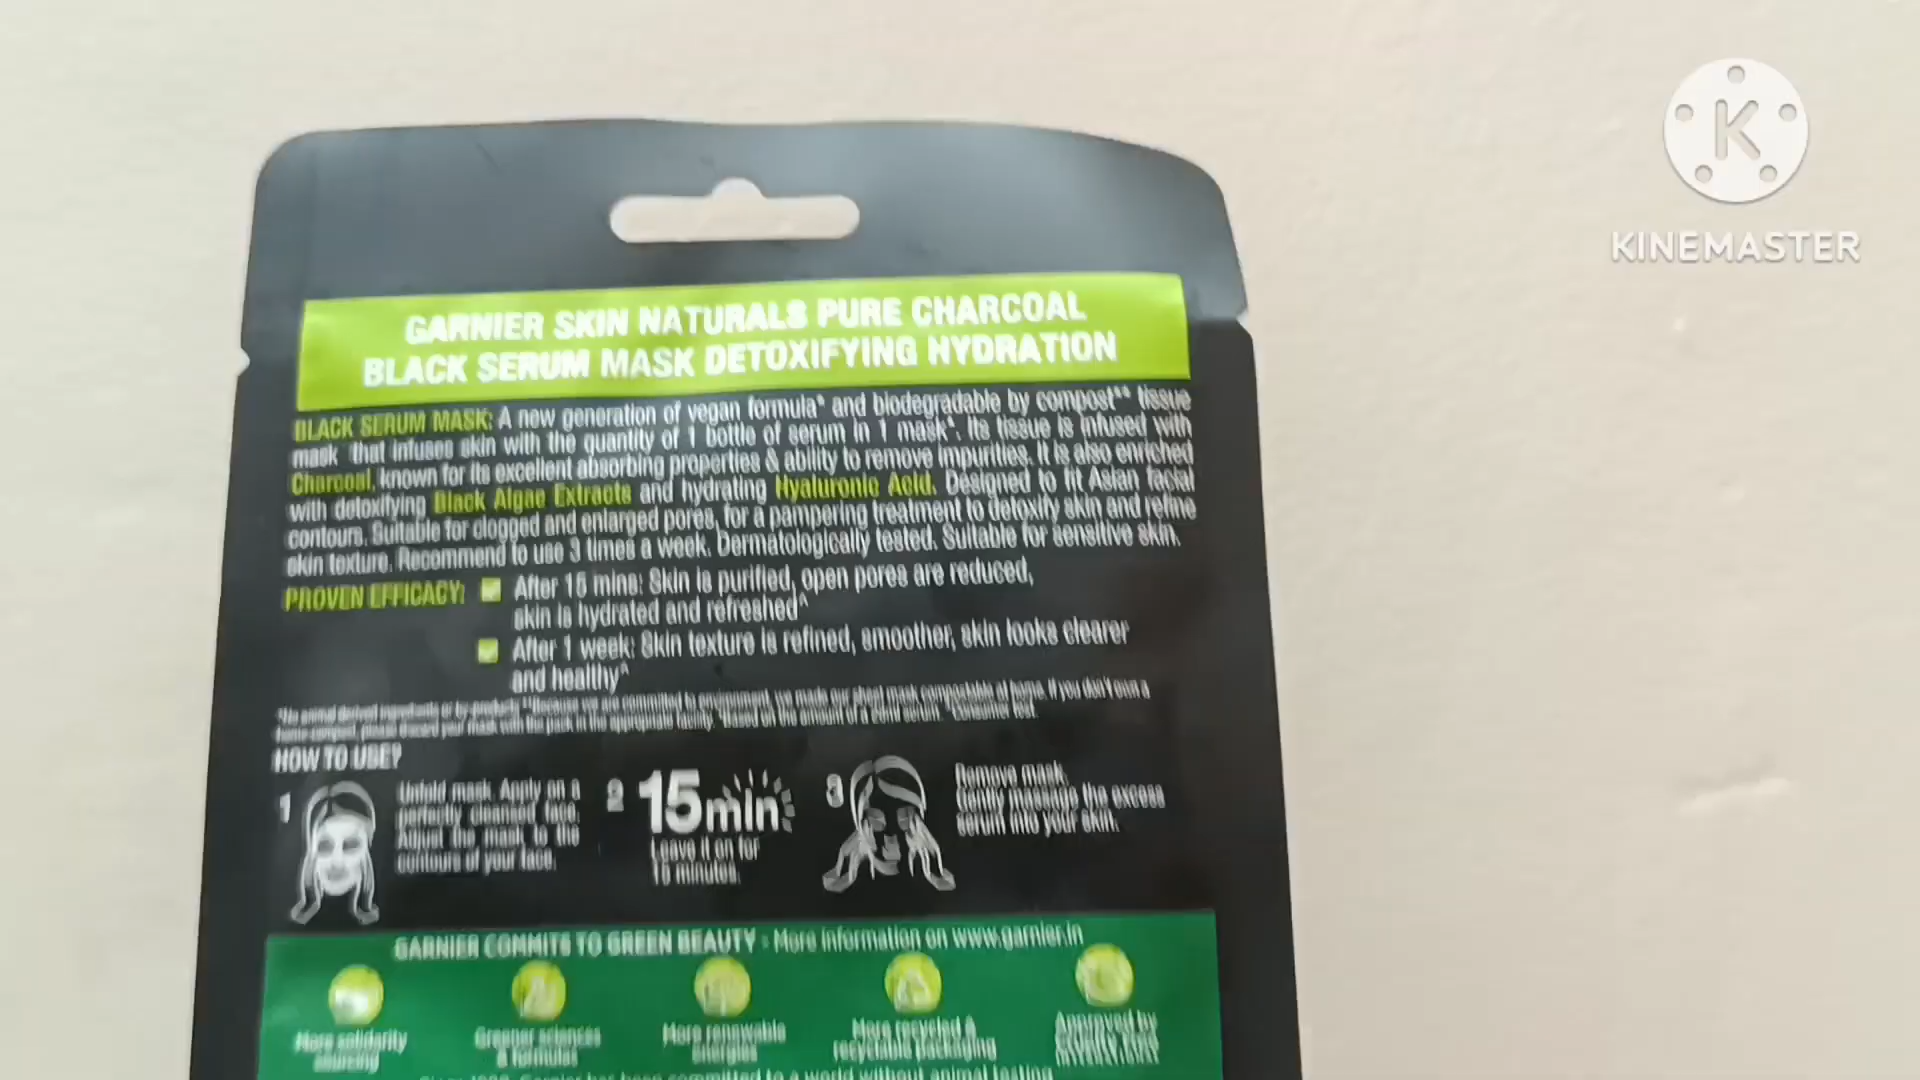 KINEMASTER
GARNIER SKIN NATURALS PURE CHARCOAL
BLACK SERUM MASK DETOXIFYING HYDRATION
BLACK SERUM MASK: A new generation of vegan formula* and biodegradable by compost** tissue
mask that infuses skin with the quantity of 1 bottle of serum in 1 mask*. Its tissue is infused with
Charcoal, known for its excellent absorbing properties & ability to remove impurities. It is also enriched
with detoxifying Black Algae Extracts and hydrating Hyaluronic Acid. Designed to fit Asian facial
contours. Suitable for clogged and enlarged pores, for a pampering treatment to detoxify skin and refine
skin texture. Recommend to use 3 times a week. Dermatologically tested. Suitable for sensitive skin.
PROVEN EFFICACY: After 15 mins: Skin is purified, open pores are reduced,
skin is hydrated and refreshed^
After 1 week: Skin texture is refined, smoother, skin looks clearer
and healthy^
HOW TO USE?
1
Unfold mask. Apply on a
contours of your face.
2
15min
Leave it on for
15 minutes.
3
Remove mask.
Gently massage the excess
serum into your skin.
GARNIER COMMITS TO GREEN BEAUTY : More information on www.garnier.in
More solidarity
sourcing
Greener sciences
& formulas
More renewable
energies
More recycled &
recyclable packaging
Approved by
Garnier has been committed to a world without animal testing